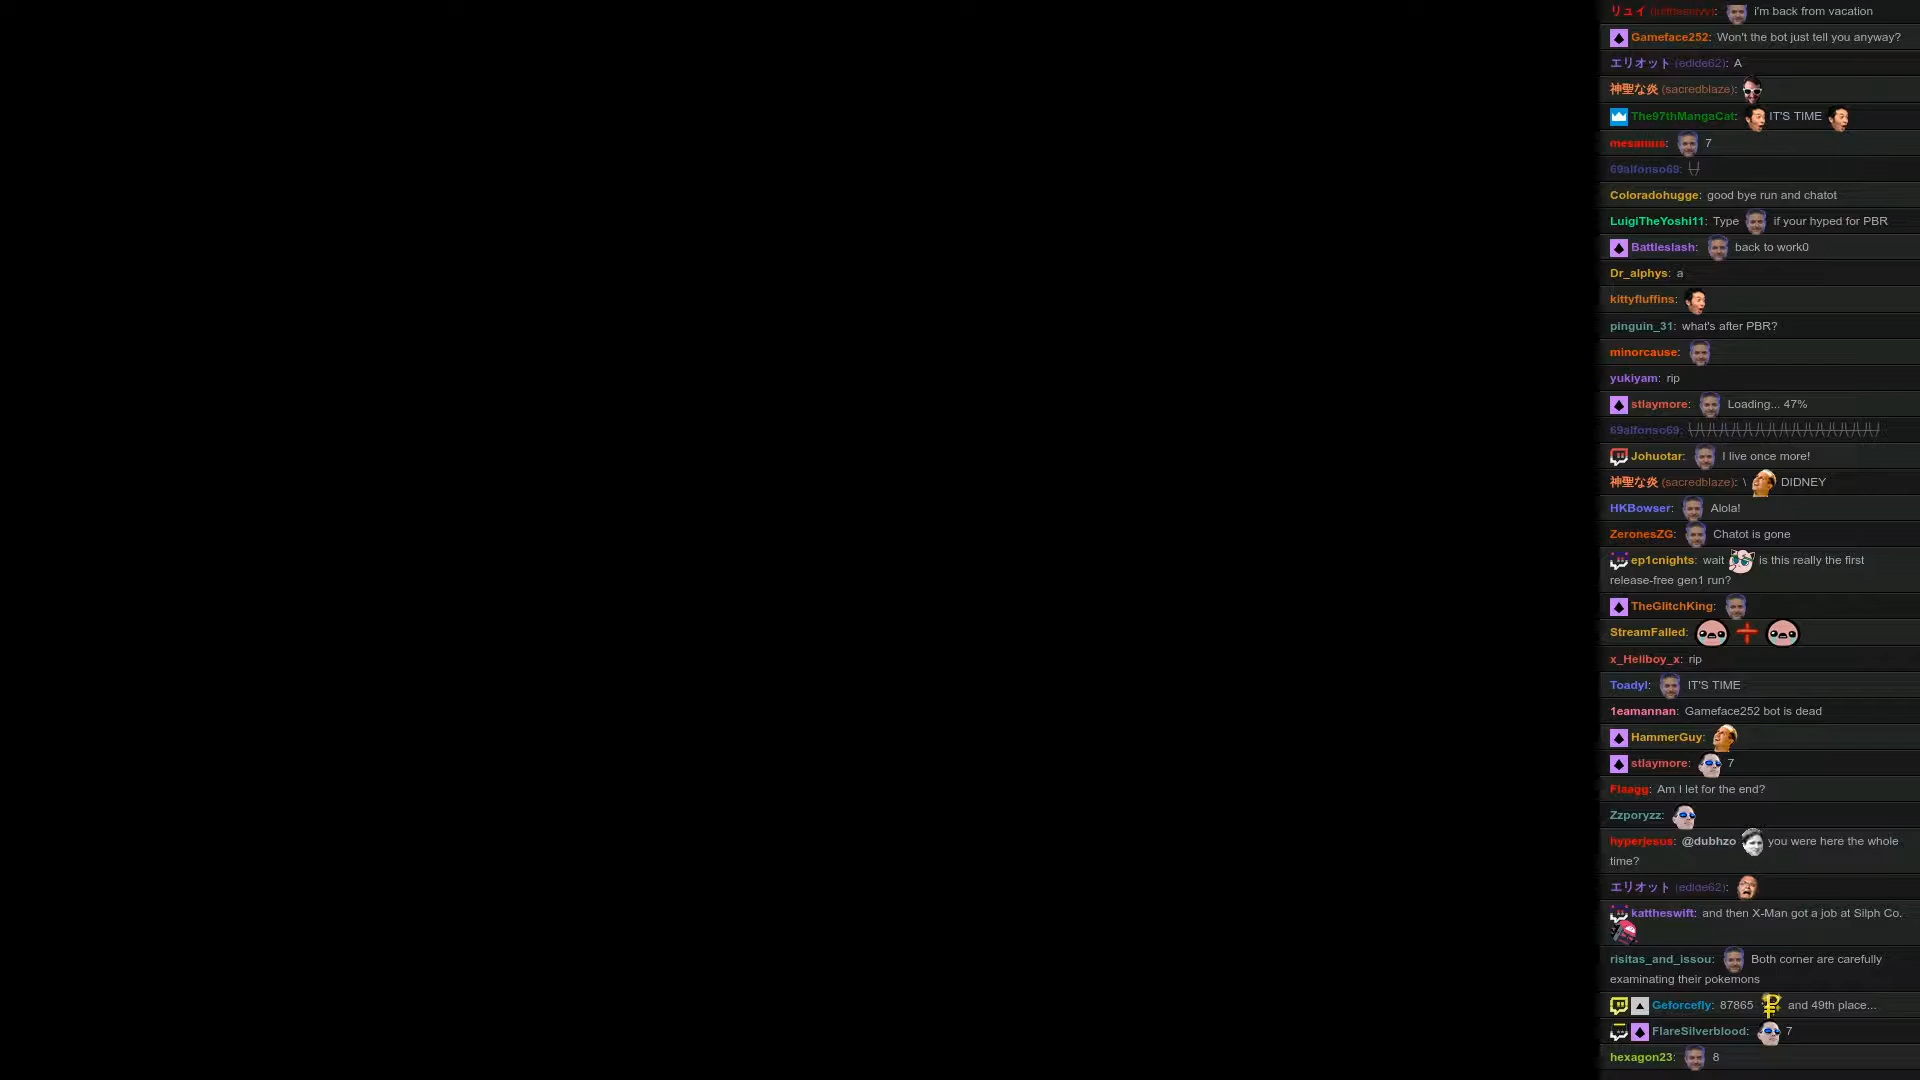 リュイ : i'm back from vacation
Gameface252: Won't the bot just tell you anyway?
エリオット (edide62): A
神聖な炎 (sacredblaze):
The97thMangaCat: IT'S TIME
7
69alfonso69:
Coloradohugge: good bye run and chatot
LuigiTheYoshi11: Type if your hyped for PBR
Battleslash: back to work0
Dr_alphys: a
kittyfluffins:
pinguin_31: what's after PBR?
minorcause:
yukiyam: rip
stlaymore: Loading... 47%
69alfonso69:
Johuotar: I live once more!
神聖な炎 (sacredblaze): \ DIDNEY
HKBowser: Alola!
ZeronesZG: Chatot is gone
ep1cnights: wait is this really the first
release-free gen1 run?
TheGlitchKing:
StreamFalled:
x_Hellboy_x: rip
Toadyl: IT'S TIME
1eamannan: Gameface252 bot is dead
HammerGuy:
stlaymore: 7
Flaagg: Am I let for the end?
Zzporyzz:
hyperjesus: @dubhzo you were here the whole
time?
エリオット (edide62):
kattheswift: and then X-Man got a job at Silph Co.
risitas_and_issou: Both corner are carefully
examinating their pokemons
Geforcefly: 87865 and 49th place...
FlareSilverblood: 7
hexagon23: 8